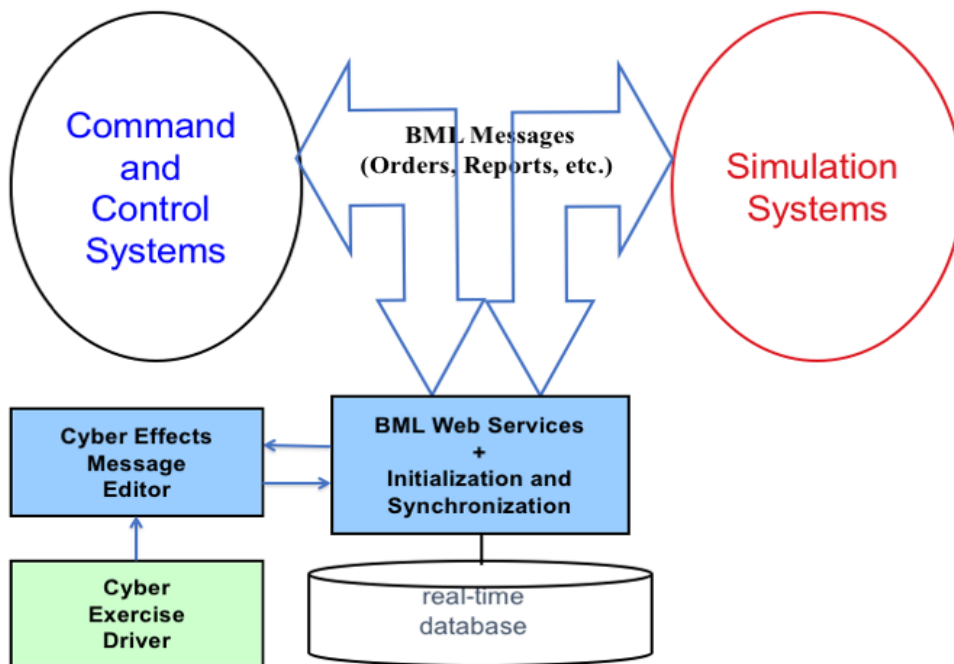 Command
and
Control
Systems
BML Messages
(Orders, Reports, etc.)
Simulation
Systems
Cyber Effects
Message
Editor
BML Web Services
+
Initialization and
Synchronization
Cyber
Exercise
Driver
real-time
database